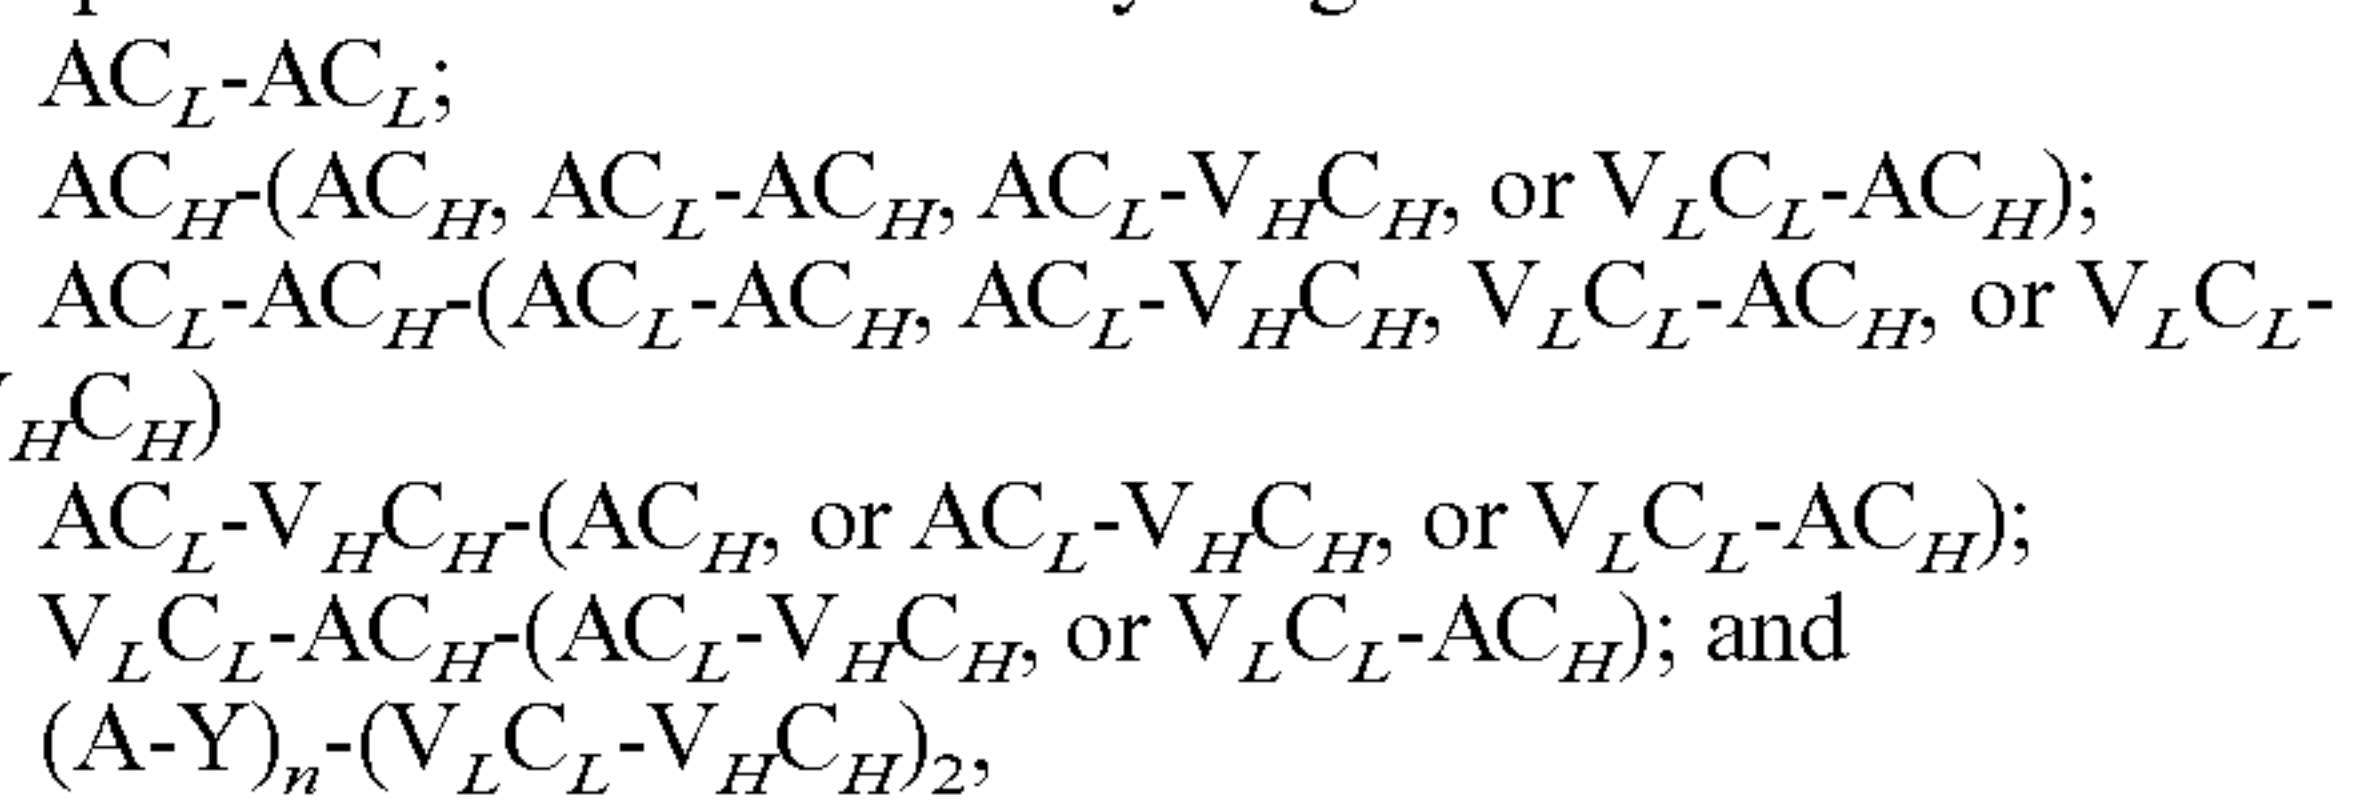 AC_L-AC_L;
AC_H-(AC_H, AC_L-AC_H, AC_L-V_HC_H, or V_LC_L-AC_H);
AC_L-AC_H-(AC_L-AC_H, AC_L-V_HC_H, V_LC_L-AC_H, or V_LC_L-
_HC_H)
AC_L-V_HC_H-(AC_H, or AC_L-V_HC_H, or V_LC_L-AC_H);
V_LC_L-AC_H-(AC_L-V_HC_H, or V_LC_L-AC_H); and
(A-Y)_n-(V_LC_L-V_HC_H)_2,